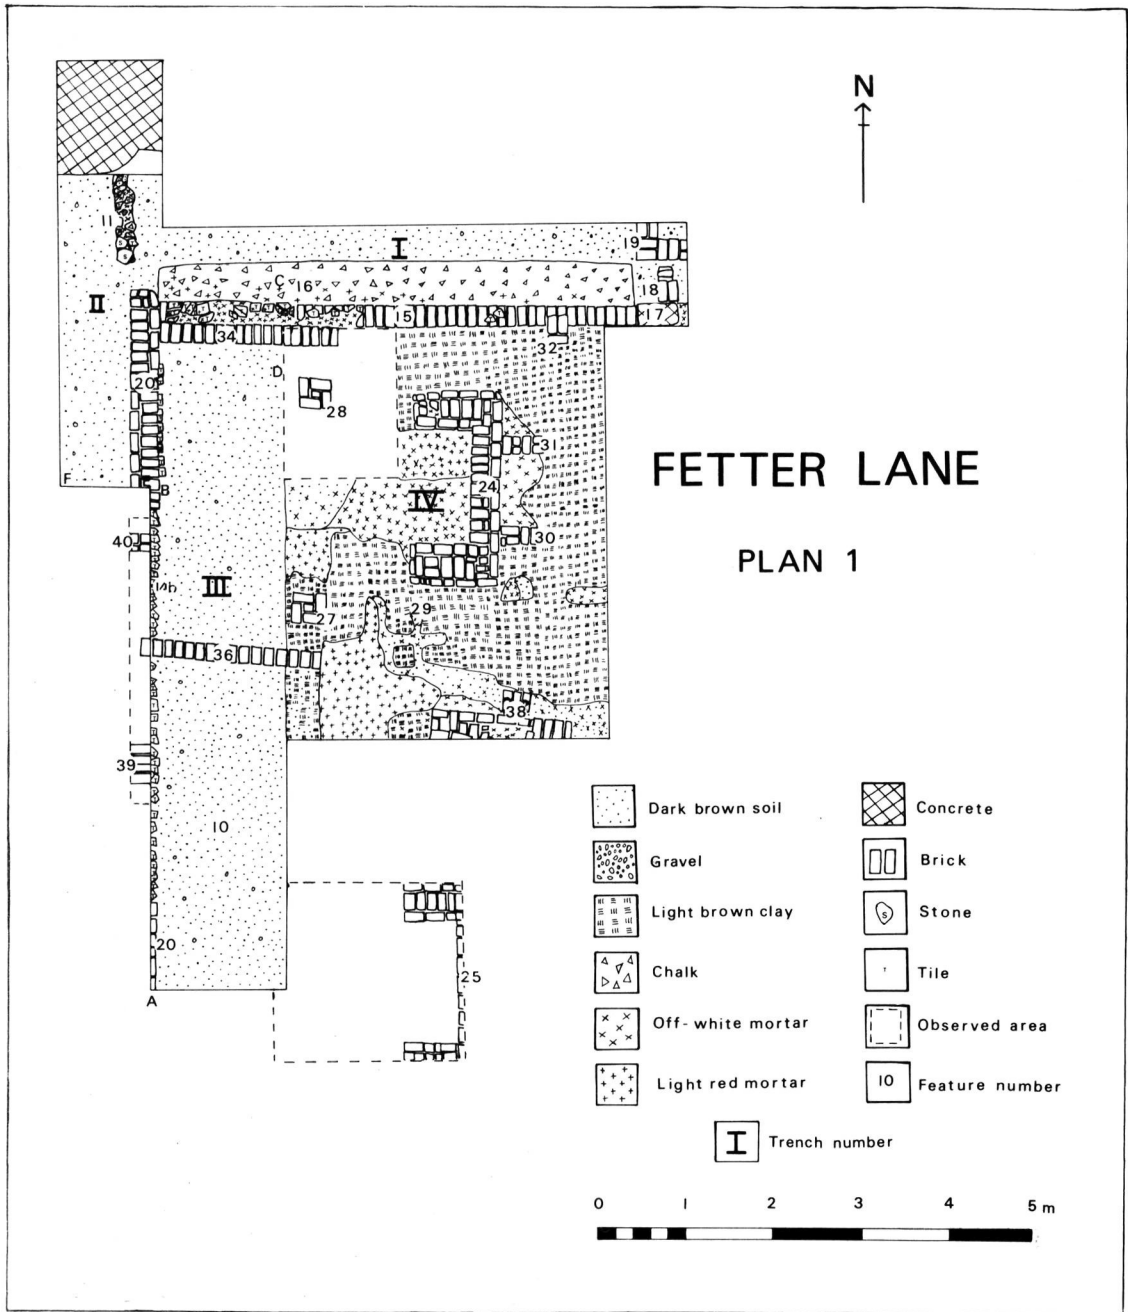 N
11
I
19
C 16
18
II
15
17
34
32
20
D
28
31
FETTER LANE
F
B
24
IV
40
30
PLAN 1
III
27
29
36
38
39
10
Dark brown soil
Concrete
Gravel
Brick
Light brown clay
S
Stone
20
25
Chalk
T
Tile
A
Off-white mortar
Observed area
Light red mortar
10
Feature number
I
Trench number
0 1 2 3 4 5 m